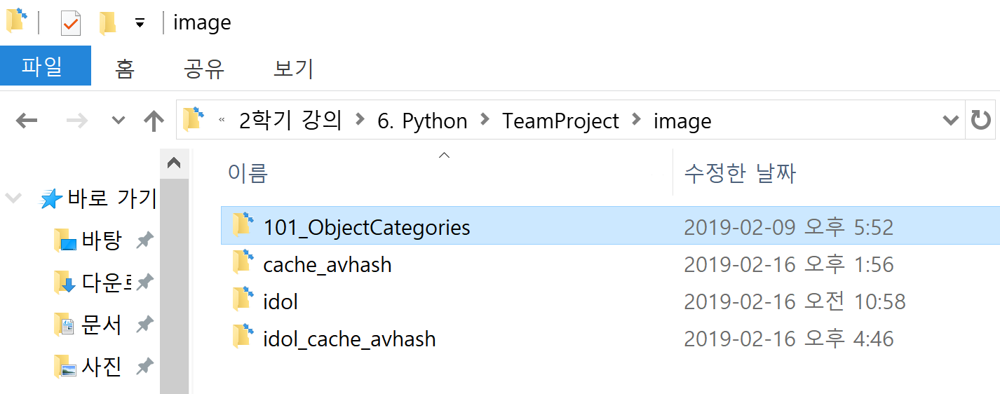 image
파일 홈 공유 보기
« 2학기 강의 > 6. Python > TeamProject > image
이름 수정한 날짜
바로 가기
바탕
다운로
문서
사진
101_ObjectCategories 2019-02-09 오후 5:52
cache_avhash 2019-02-16 오후 1:56
idol 2019-02-16 오전 10:58
idol_cache_avhash 2019-02-16 오후 4:46